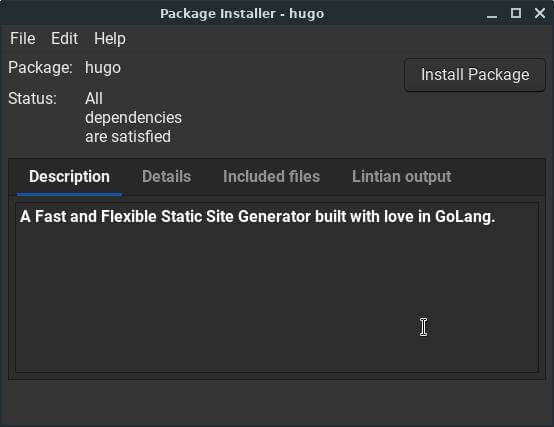 Package Installer - hugo
File Edit Help
Package: hugo
Install Package
Status: All
dependencies
are satisfied
Description Details Included files Lintian output
A Fast and Flexible Static Site Generator built with love in GoLang.